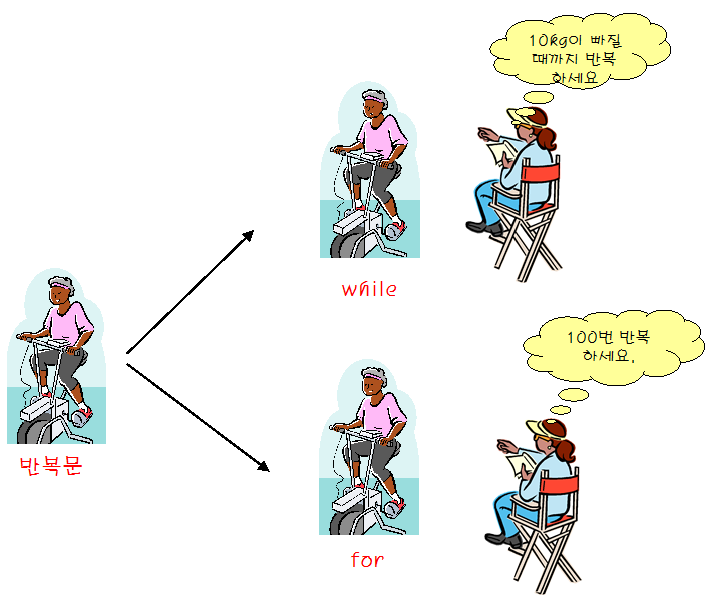 10kg이 빠질
때까지 반복
하세요
while
100번 반복
하세요.
반복문
for